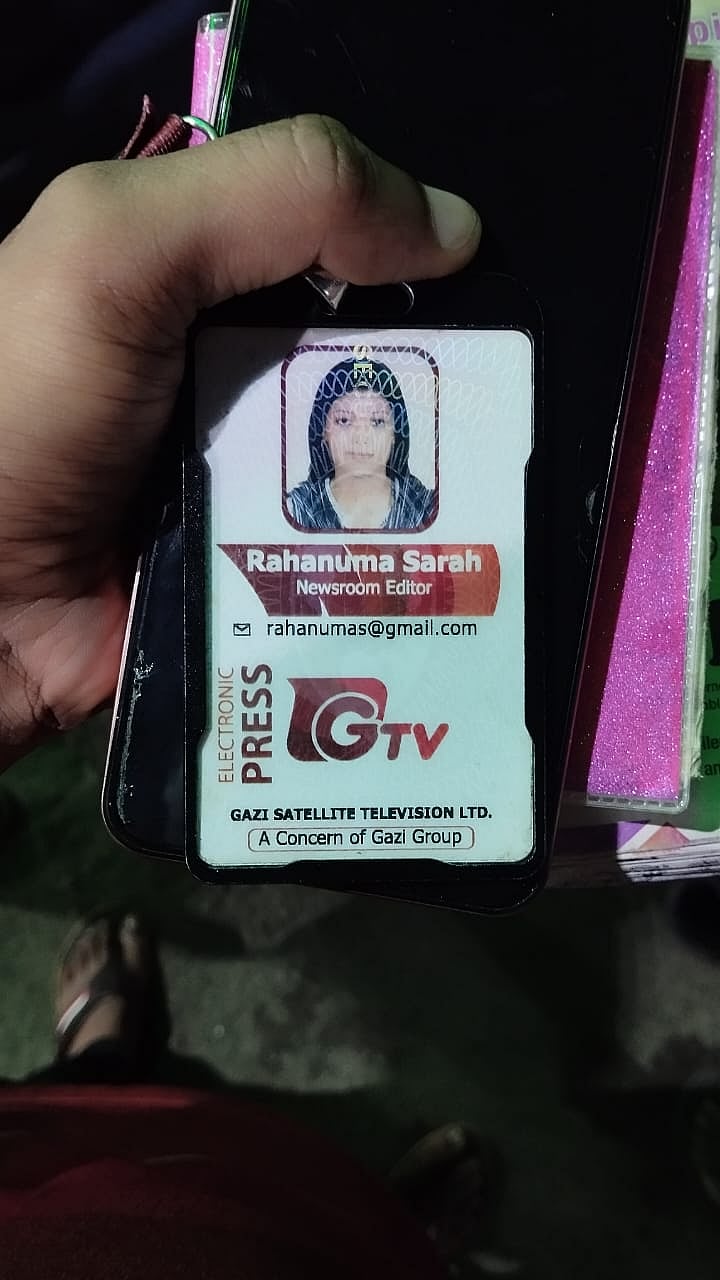 Rahanuma Sarah
Newsroom Editor
rahanumas@gmail.com
ELECTRONIC
PRESS
GTV
GAZI SATELLITE TELEVISION LTD.
A Concern of Gazi Group